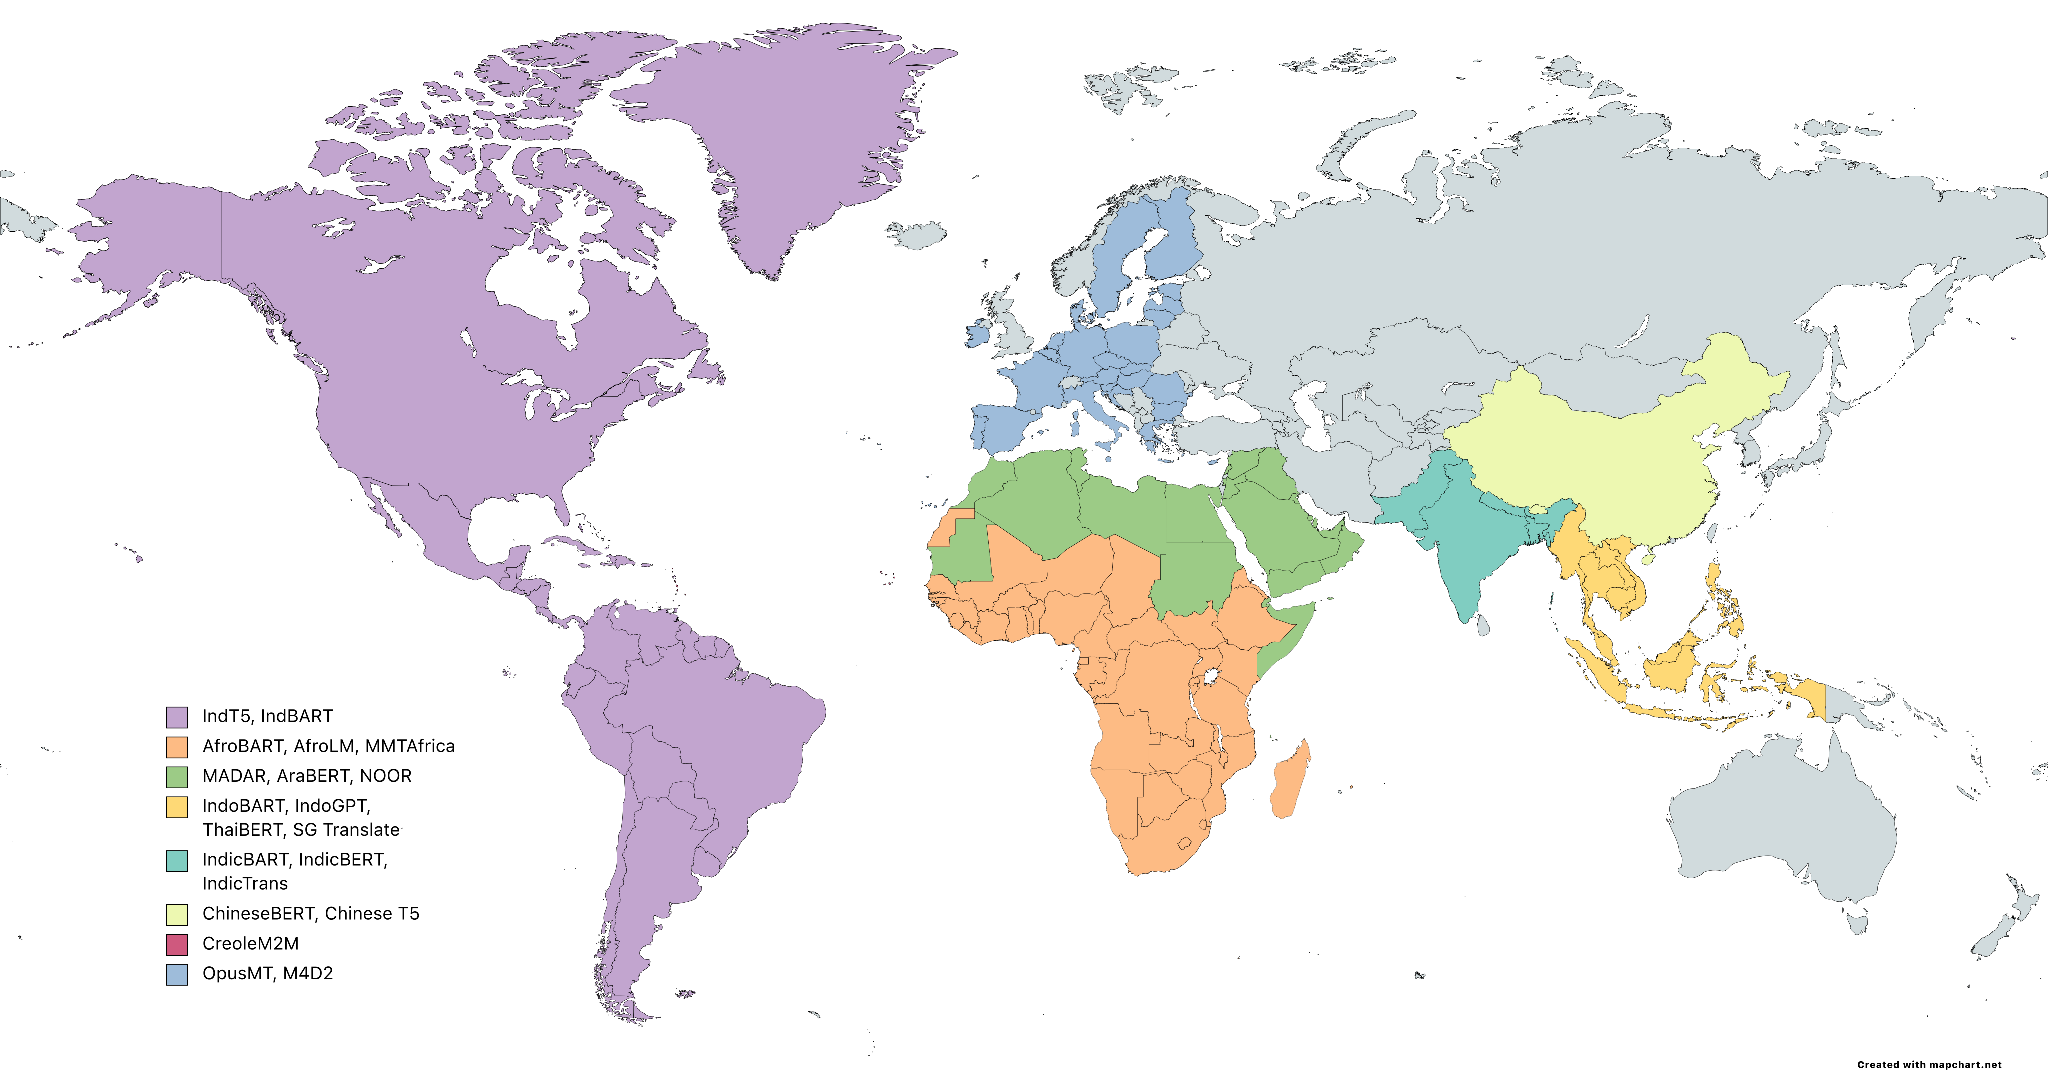 IndT5, IndBART
AfroBART, AfroLM, MMTAfrica
MADAR, AraBERT, NOOR
IndoBART, IndoGPT,
ThaiBERT, SG Translate
IndicBART, IndicBERT,
IndicTrans
ChineseBERT, Chinese T5
CreoleM2M
OpusMT, M4D2
Created with mapchart.net